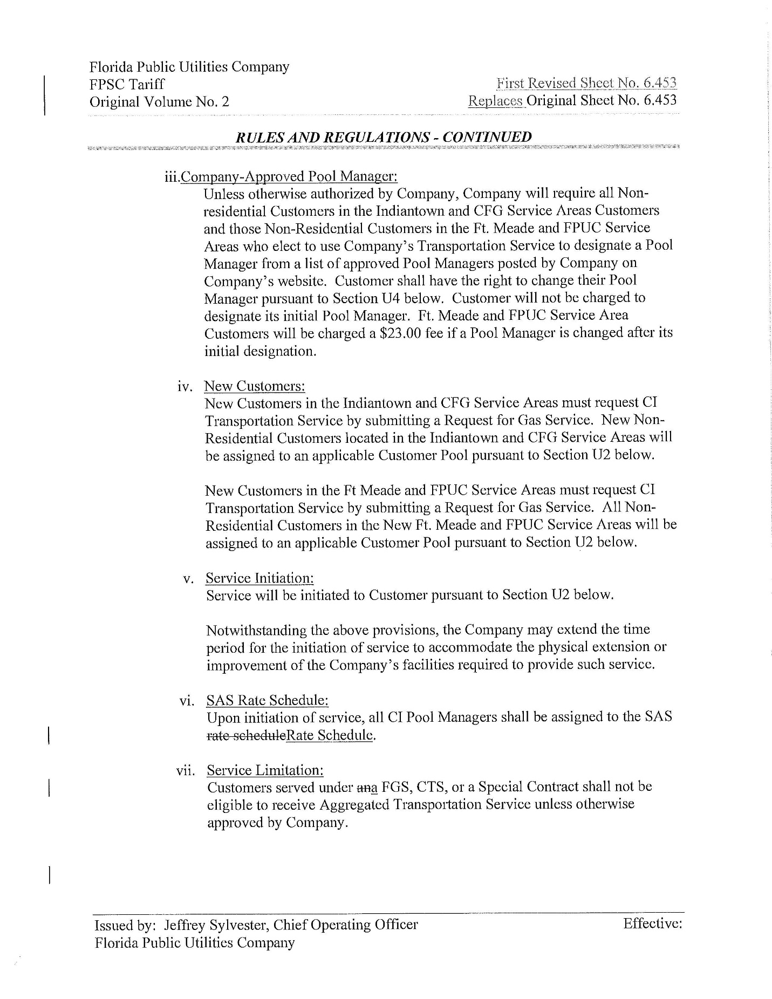 Florida Public Utilities Company
FPSC Tariff
First Revised Sheet No. 6.453
Original Volume No. 2
Replaces Original Sheet No. 6.453
RULES AND REGULATIONS - CONTINUED
iii.Company-Approved Pool Manager:
Unless otherwise authorized by Company, Company will require all Non-
residential Customers in the Indiantown and CFG Service Areas Customers
and those Non-Residential Customers in the Ft. Meade and FPUC Service
Areas who elect to use Company's Transportation Service to designate a Pool
Manager from a list of approved Pool Managers posted by Company on
Company's website.  Customer shall have the right to change their Pool
Manager pursuant to Section U4 below.  Customer will not be charged to
designate its initial Pool Manager.  Ft. Meade and FPUC Service Area
Customers will be charged a $23.00 fee if a Pool Manager is changed after its
initial designation.
iv. New Customers:
New Customers in the Indiantown and CFG Service Areas must request CI
Transportation Service by submitting a Request for Gas Service.  New Non-
Residential Customers located in the Indiantown and CFG Service Areas will
be assigned to an applicable Customer Pool pursuant to Section U2 below.
New Customers in the Ft Meade and FPUC Service Areas must request CI
Transportation Service by submitting a Request for Gas Service.  All Non-
Residential Customers in the New Ft. Meade and FPUC Service Areas will be
assigned to an applicable Customer Pool pursuant to Section U2 below.
v. Service Initiation:
Service will be initiated to Customer pursuant to Section U2 below.
Notwithstanding the above provisions, the Company may extend the time
period for the initiation of service to accommodate the physical extension or
improvement of the Company's facilities required to provide such service.
vi. SAS Rate Schedule:
Upon initiation of service, all CI Pool Managers shall be assigned to the SAS
rate scheduleRate Schedule.
vii. Service Limitation:
Customers served under ana FGS, CTS, or a Special Contract shall not be
eligible to receive Aggregated Transportation Service unless otherwise
approved by Company.
Issued by:  Jeffrey Sylvester, Chief Operating Officer
Effective:
Florida Public Utilities Company